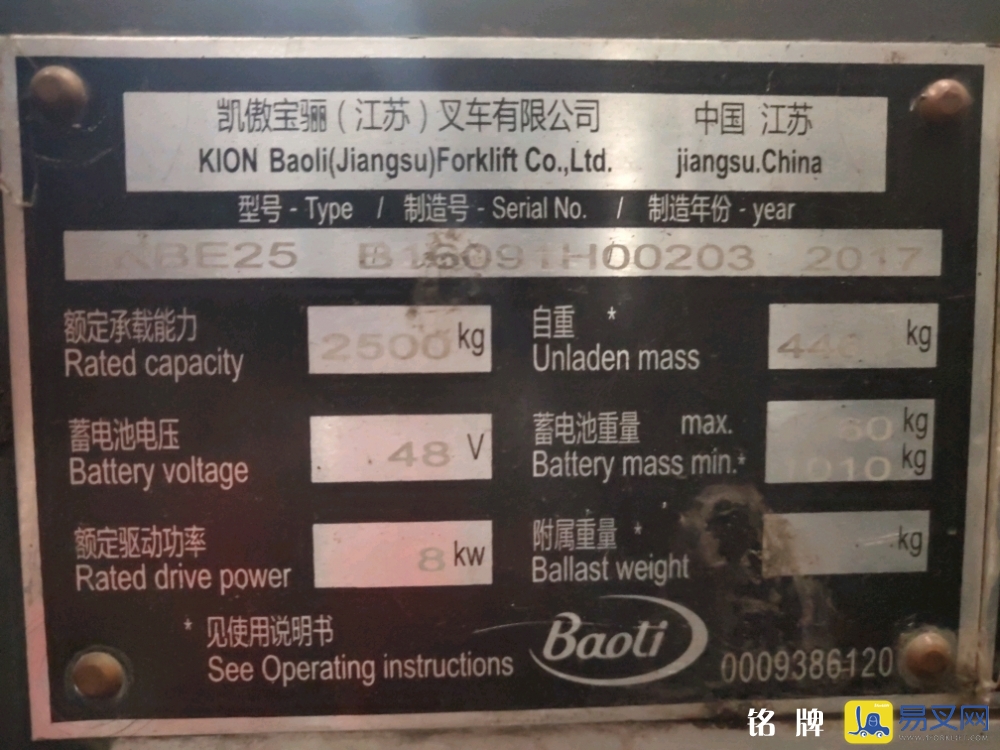 凯傲宝骊(江苏)叉车有限公司 中国 江苏
KION Baoli(Jiangsu)Forklift Co.,Ltd. jiangsu.China
型号 - Type / 制造号 - Serial No. / 制造年份 - year
KBE25 B16091H00203 2017
额定承载能力 2500 kg
Rated capacity
自重 * kg
Unladen mass
蓄电池电压 48 V
Battery voltage
蓄电池重量 max. kg
Battery mass min.* 1010 kg
额定驱动功率 8 kw
Rated drive power
附属重量 * kg
Ballast weight
* 见使用说明书
See Operating instructions
Baoli
0009386120
铭牌
易叉网